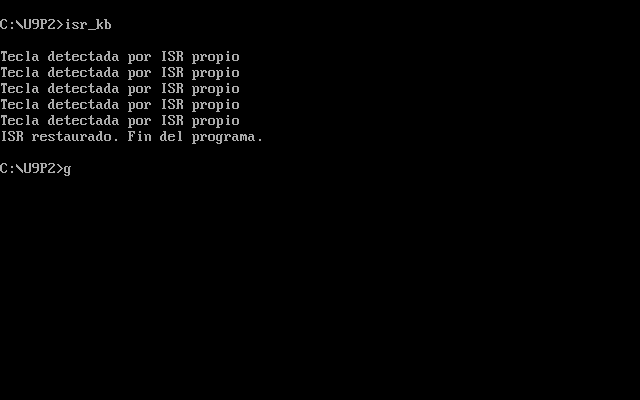 C:\U9P2>isr_kb
Tecla detectada por ISR propio
Tecla detectada por ISR propio
Tecla detectada por ISR propio
Tecla detectada por ISR propio
Tecla detectada por ISR propio
ISR restaurado. Fin del programa.
C:\U9P2>g